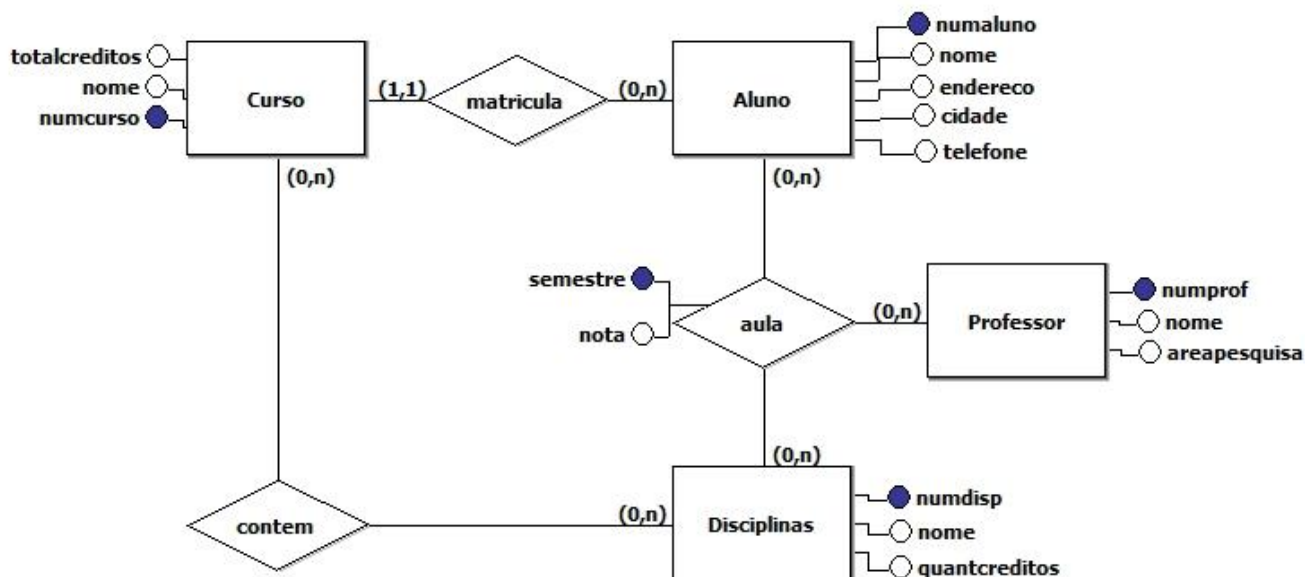 totalcreditos
nome
numcurso
Curso
(1,1)
matricula
(0,n)
Aluno
numaluno
nome
endereco
cidade
telefone
(0,n)
(0,n)
semestre
nota
aula
(0,n)
Professor
numprof
nome
areapesquisa
(0,n)
contem
(0,n)
Disciplinas
numdisp
nome
quantcreditos